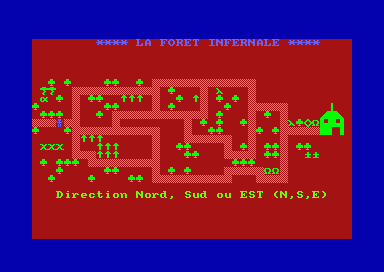 **** LA FORET INFERNALE ****
Direction Nord, Sud ou EST (N,S,E)